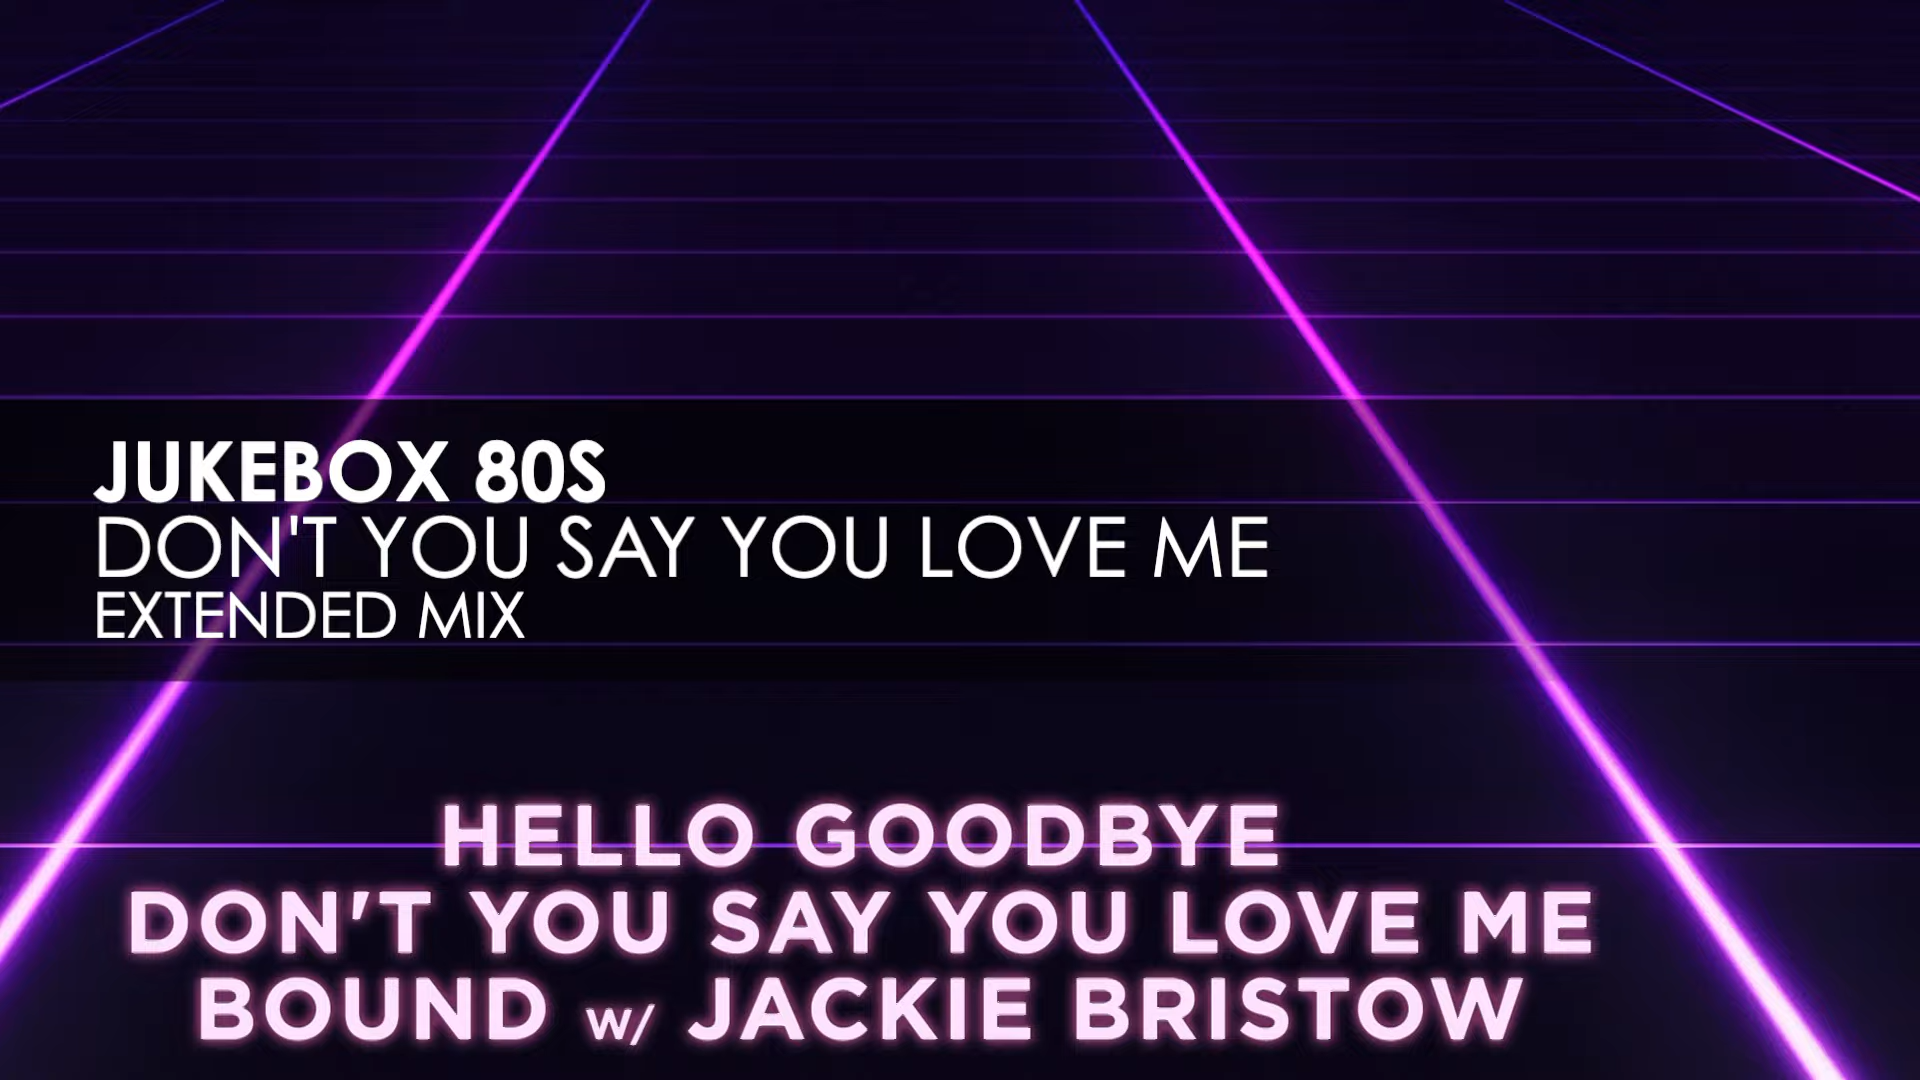 JUKEBOX 80S
DON'T YOU SAY YOU LOVE ME
EXTENDED MIX
HELLO GOODBYE
DON'T YOU SAY YOU LOVE ME
BOUND w/ JACKIE BRISTOW